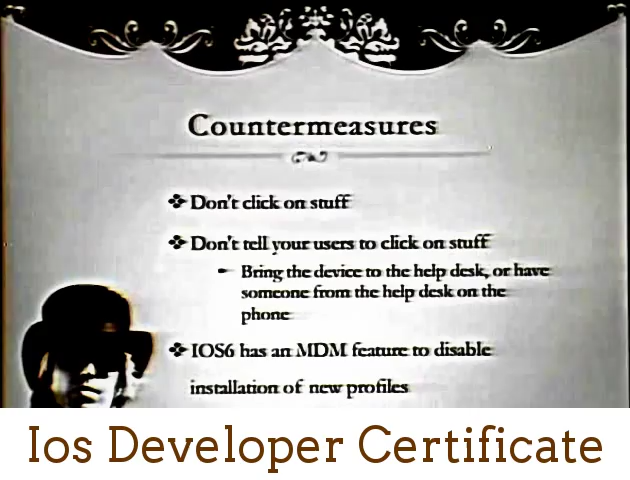 Countermeasures
Don't click on stuff
Don't tell your users to click on stuff
Bring the device to the help desk, or have
someone from the help desk on the
phone
IOS6 has an MDM feature to disable
installation of new profiles
Ios Developer Certificate